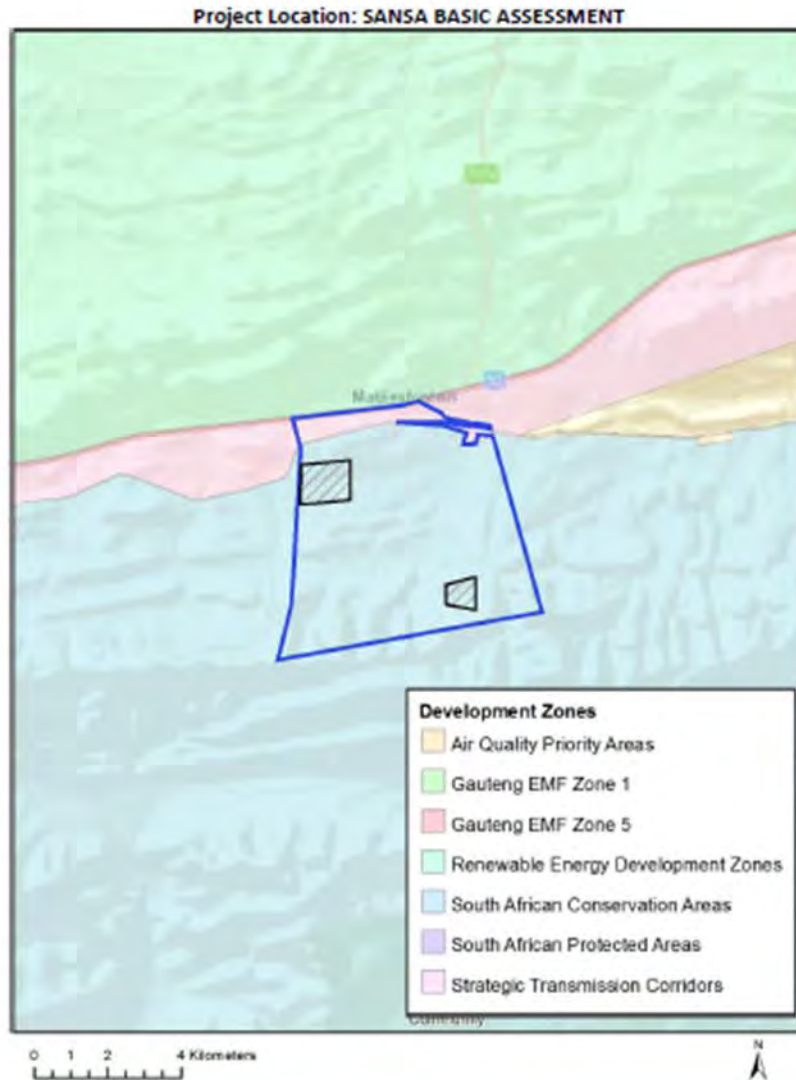 Project Location: SANSA BASIC ASSESSMENT
Development Zones
Air Quality Priority Areas
Gauteng EMF Zone 1
Gauteng EMF Zone 5
Renewable Energy Development Zones
South African Conservation Areas
South African Protected Areas
Strategic Transmission Corridors
Community
0 1 2 4 Kilometers
N